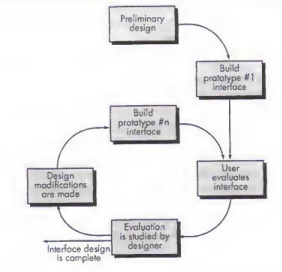 Preliminary
design
Build
prototype #1
interface
Build
prototype #n
interface
Design
modifications
are made
User
evaluates
interface
Evaluation
is studied by
designer
Interface design
is complete